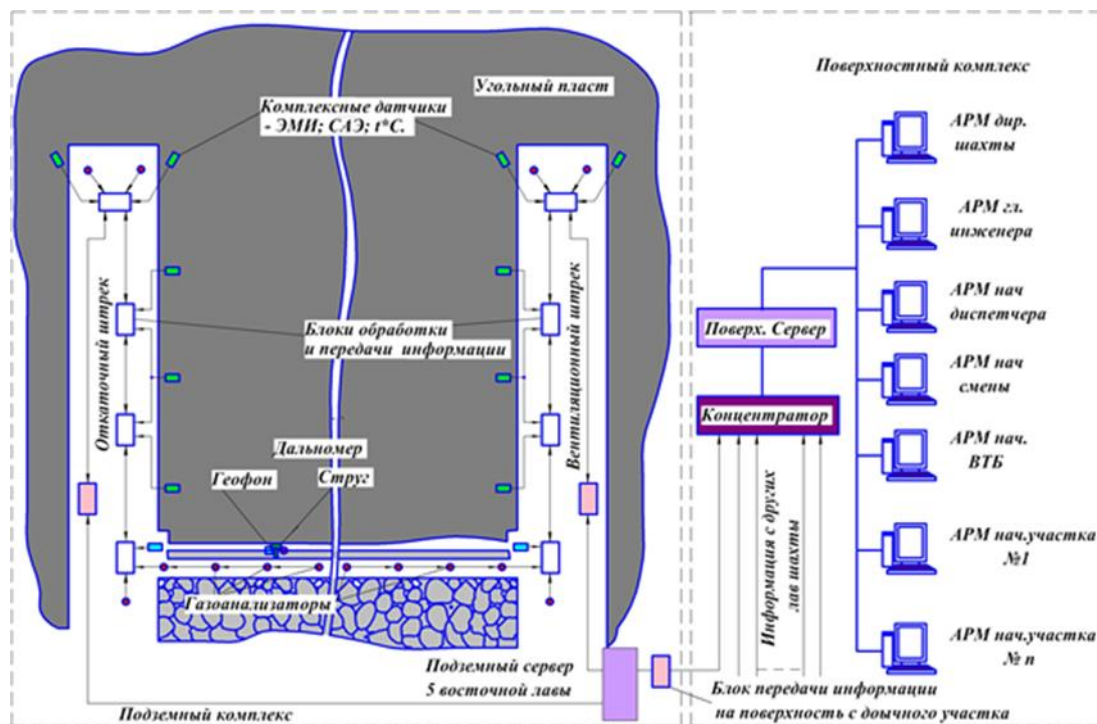 Угольный пласт
Комплексные датчики
- ЭМИ; САЭ; t*C.
Откаточный штрек
Вентиляционный штрек
Блоки обработки
и передачи информации
Дальномер
Геофон
Струг
Газоанализаторы
Подземный сервер
5 восточной лавы
Подземный комплекс
Поверхностный комплекс
АРМ дир.
шахты
АРМ гл.
инженера
АРМ нач
диспетчера
АРМ нач
смены
АРМ нач.
ВТБ
АРМ нач.участка
№1
АРМ нач.участка
№ п
Поверх. Сервер
Концентратор
Информация с других
лав шахты
Блок передачи информации
на поверхность с доычного участка